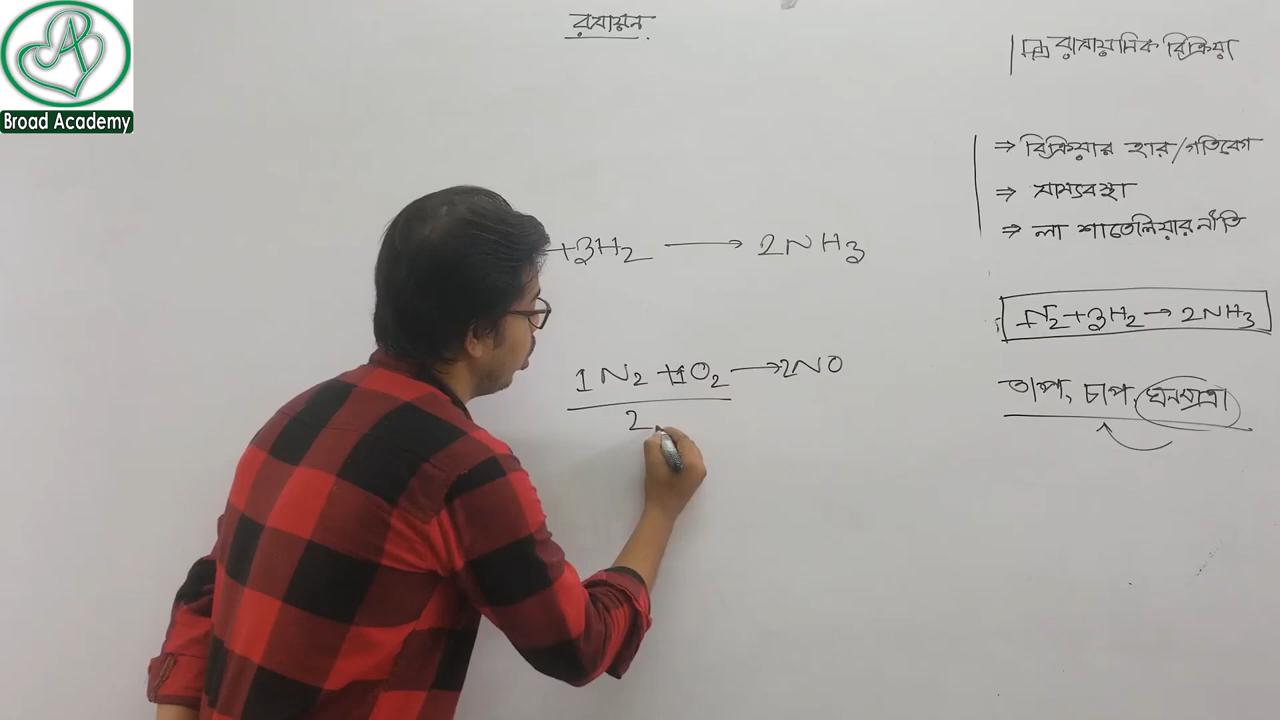 রসায়ন.
A
Broad Academy
রাসায়নিক বিক্রিয়া
⇒ বিক্রিয়ার হার/গতিবেগ
⇒ সাম্যবস্থা
⇒ লা শাতেলিয়ার নীতি
+3H2 → 2NH3
N2+3H2→ 2NH3
1N2 +1O2 →2NO
2
তাপ, চাপ, ঘনমাত্রা